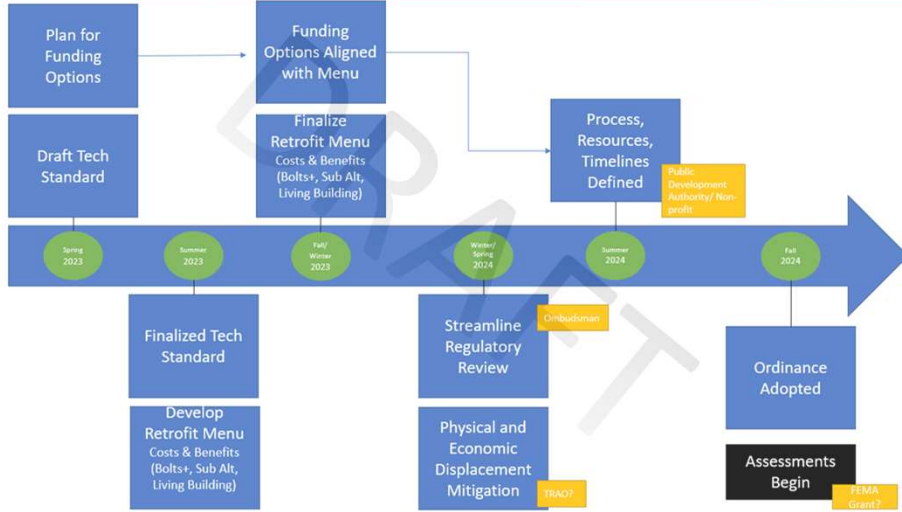 Plan for
Funding
Options
Funding
Options Aligned
with Menu
Draft Tech
Standard
Finalize
Retrofit Menu
Costs & Benefits
(Bolts+, Sub Alt,
Living Building)
Process,
Resources,
Timelines
Defined
Public
Development
Authority/ Non-
profit
Spring
2023
Summer
2023
Fall/
Winter
2023
Winter/
Spring
2024
Summer
2024
Fall
2024
Finalized Tech
Standard
Develop
Retrofit Menu
Costs & Benefits
(Bolts+, Sub Alt,
Living Building)
Streamline
Regulatory
Review
Ombudsman
Physical and
Economic
Displacement
Mitigation
TRAO?
Ordinance
Adopted
Assessments
Begin
FEMA
Grant?
DRAFT